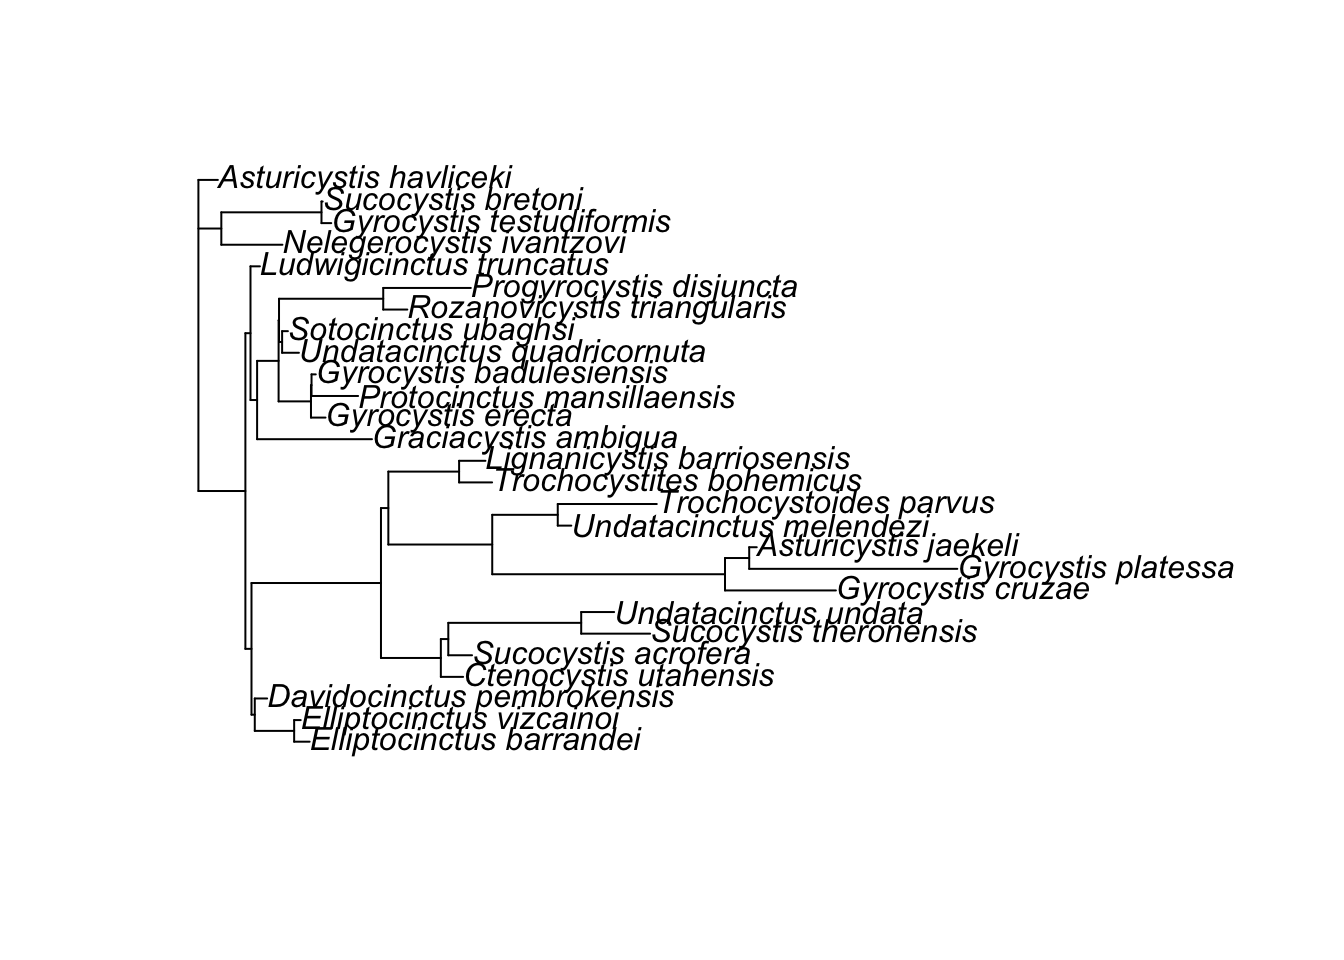 Asturicystis havliceki
Sucocystis bretoni
Gyrocystis testudiformis
Nelegerocystis ivantzovi
Ludwigicinctus truncatus
Progyrocystis disjuncta
Rozanovicystis triangularis
Sotocinctus ubaghsi
Undatacinctus quadricornuta
Gyrocystis badulesiensis
Protocinctus mansillaensis
Gyrocystis erecta
Graciacystis ambigua
Lignanicystis barriosensis
Trochocystites bohemicus
Trochocystoides parvus
Undatacinctus melendezi
Asturicystis jaekeli
Gyrocystis platessa
Gyrocystis cruzae
Undatacinctus undata
Sucocystis theronensis
Sucocystis acrofera
Ctenocystis utahensis
Davidocinctus pembrokensis
Elliptocinctus vizcainoi
Elliptocinctus barrandei